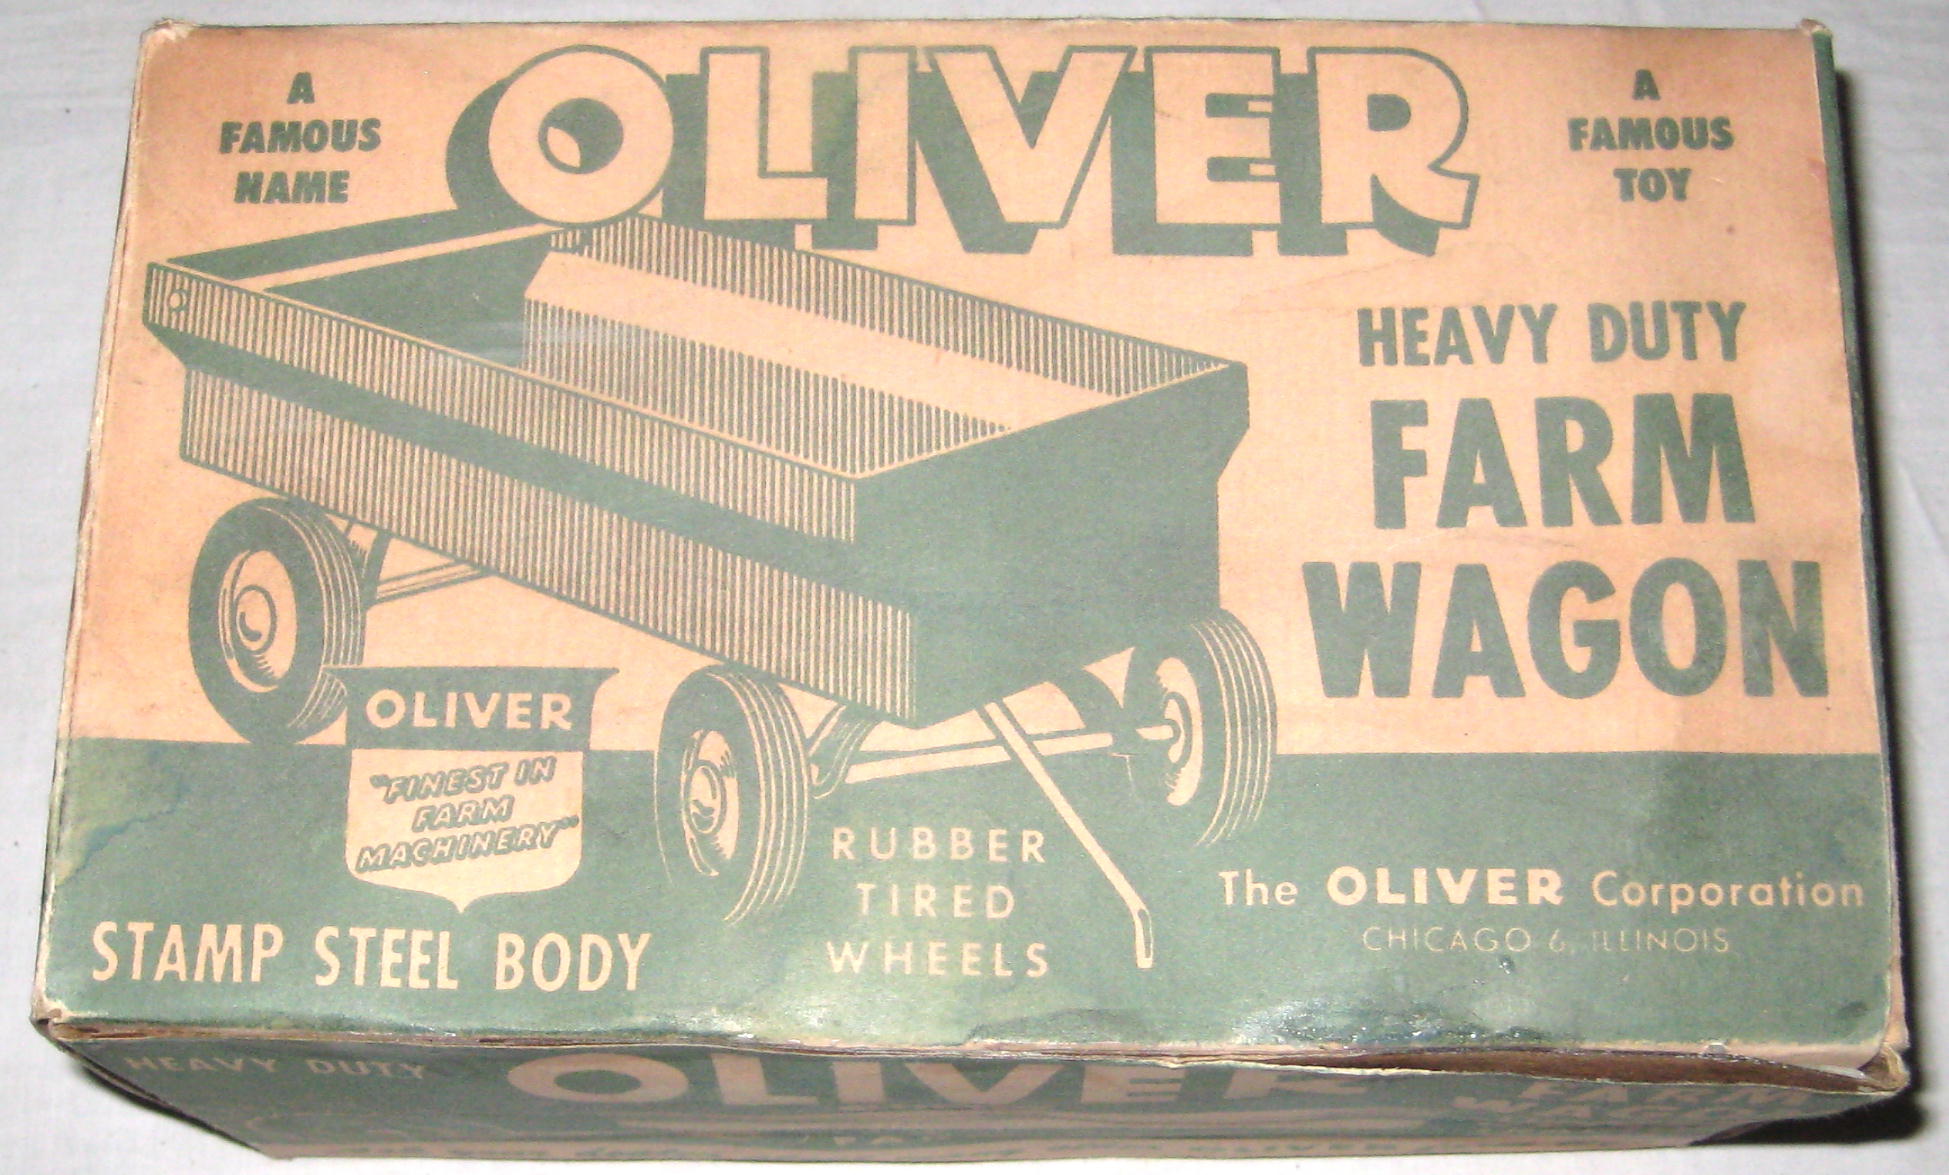 A
FAMOUS
NAME
OLIVER
A
FAMOUS
TOY
HEAVY DUTY
FARM
WAGON
OLIVER
"FINEST IN
FARM
MACHINERY"
STAMP STEEL BODY
RUBBER
TIRED
WHEELS
The OLIVER Corporation
CHICAGO 6, ILLINOIS
HEAVY DUTY
OLIVER
FARM
WAGON